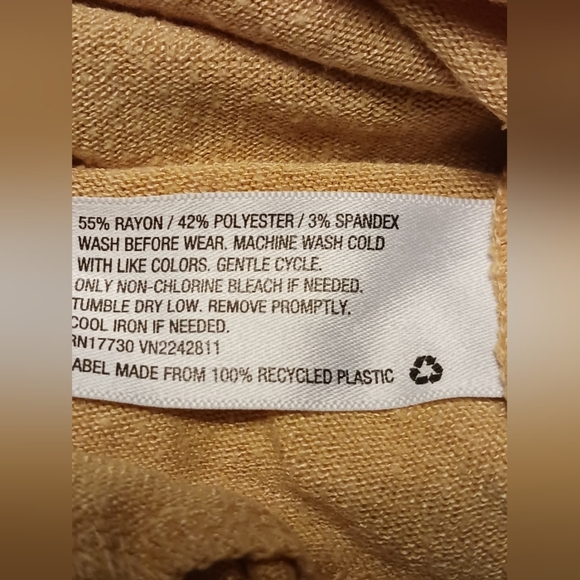 55% RAYON / 42% POLYESTER / 3% SPANDEX
WASH BEFORE WEAR. MACHINE WASH COLD
WITH LIKE COLORS. GENTLE CYCLE.
ONLY NON-CHLORINE BLEACH IF NEEDED.
TUMBLE DRY LOW. REMOVE PROMPTLY.
COOL IRON IF NEEDED.
RN17730 VN2242811
ABEL MADE FROM 100% RECYCLED PLASTIC